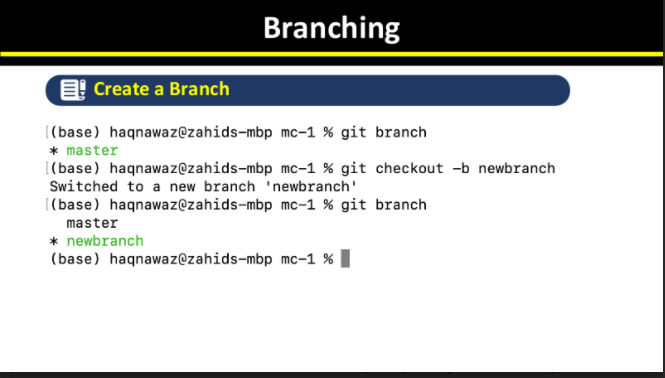 Branching
Create a Branch
[(base) haqnawaz@zahids-mbp mc-1 % git branch
* master
[(base) haqnawaz@zahids-mbp mc-1 % git checkout -b newbranch
Switched to a new branch 'newbranch'
[(base) haqnawaz@zahids-mbp mc-1 % git branch
master
* newbranch
(base) haqnawaz@zahids-mbp mc-1 %